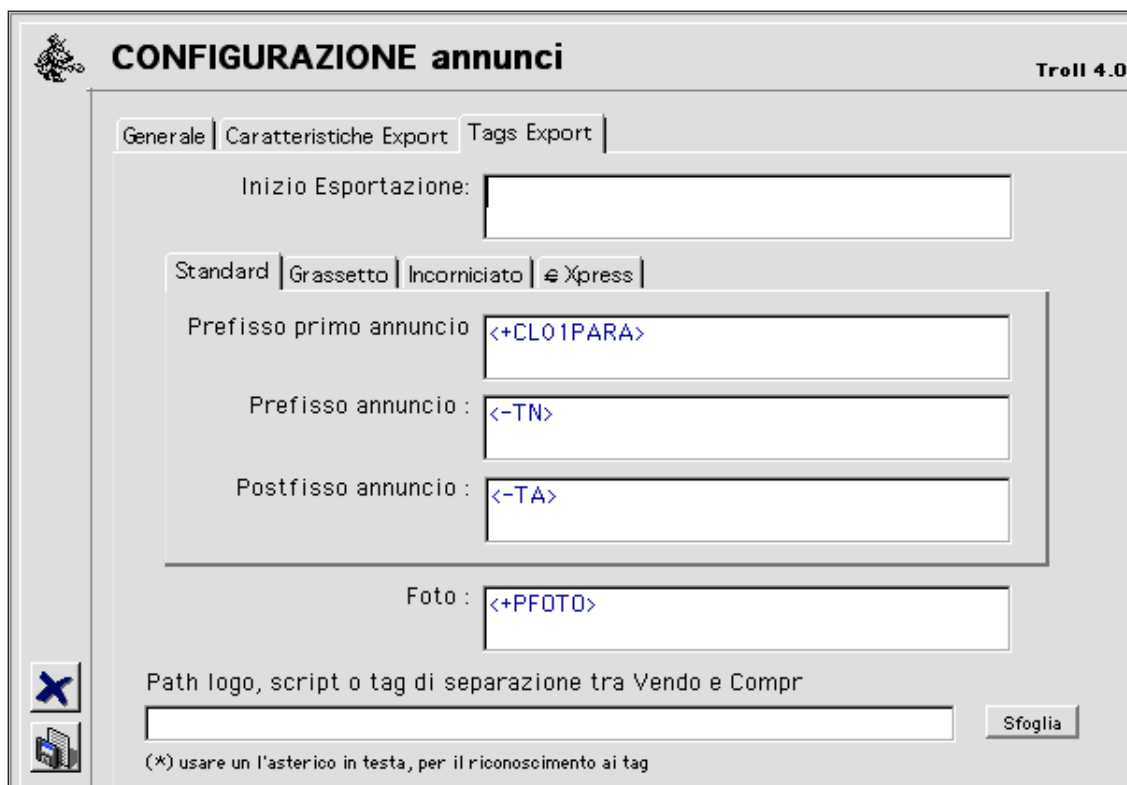 CONFIGURAZIONE annunci
Troll 4.0
Generale Caratteristiche Export Tags Export
Inizio Esportazione:
Standard Grassetto Incorniciato € Xpress
Prefisso primo annuncio <+CL01PARA>
Prefisso annuncio : <-TN>
Postfisso annuncio : <-TA>
Foto : <+PFOTO>
Path logo, script o tag di separazione tra Vendo e Compr
Sfoglia
(*) usare un l'asterico in testa, per il riconoscimento ai tag